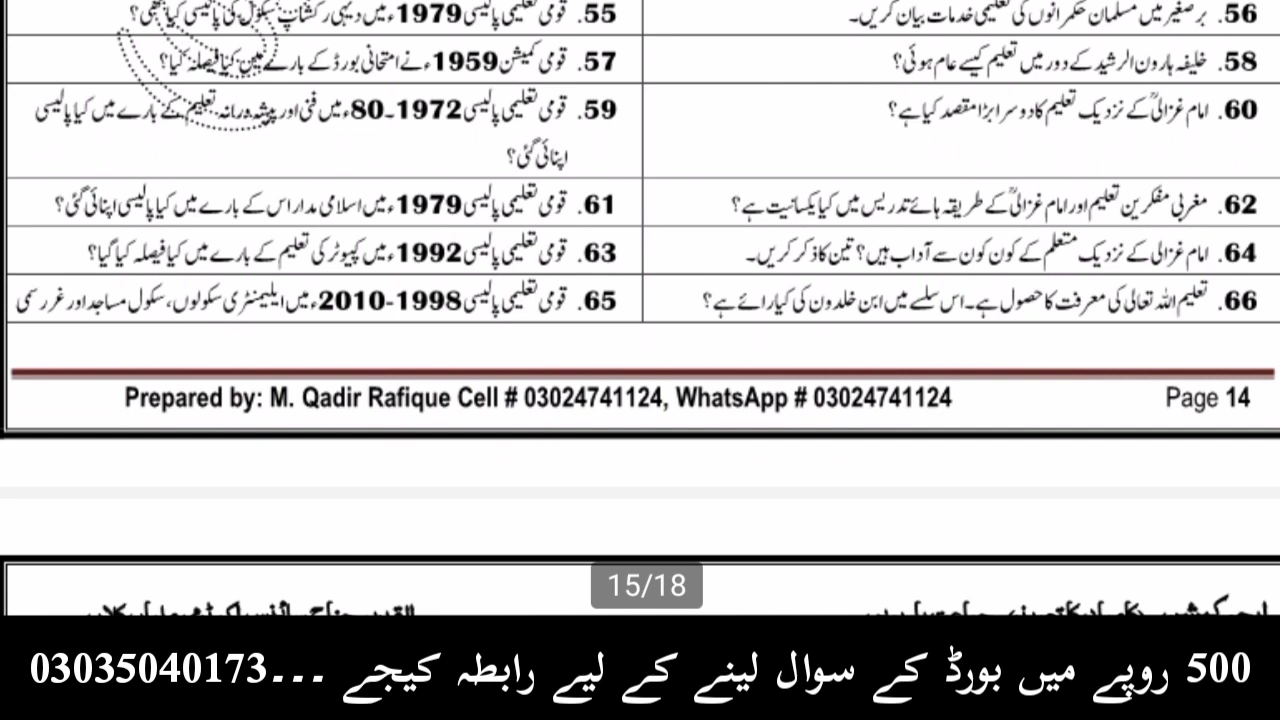 55. قومی تعلیمی پالیسی 1979ء میں دیہی ورکشاپ سکول کی پالیسی کیا تھی؟
56. برصغیر میں مسلمان حکمرانوں کی تعلیمی خدمات بیان کریں۔
57. قومی کمیشن 1959ء نے امتحانی بورڈ کے بارے میں کیا فیصلہ کیا؟
58. خلیفہ ہارون الرشید کے دور میں تعلیم کیسے عام ہوئی؟
59. قومی تعلیمی پالیسی 1972۔80ء میں فنی اور پیشہ ورانہ تعلیم کے بارے میں کیا پالیسی
اپنائی گئی؟
60. امام غزالیؒ کے نزدیک تعلیم کا دوسرا بڑا مقصد کیا ہے؟
61. قومی تعلیمی پالیسی 1979ء میں اسلامی مدارس کے بارے میں کیا پالیسی اپنائی گئی؟
62. مغربی مفکرین تعلیم اور امام غزالیؒ کے طریقہ ہائے تدریس میں کیا یکسانیت ہے؟
63. قومی تعلیمی پالیسی 1992ء میں کمپیوٹر کی تعلیم کے بارے میں کیا فیصلہ کیا گیا؟
64. امام غزالی کے نزدیک متعلم کے کون کون سے آداب ہیں؟ تین کا ذکر کریں۔
65. قومی تعلیمی پالیسی 1998-2010ء میں ایلیمنٹری سکولوں، سکول مساجد اور غر رسمی
66. تعلیم اللہ تعالی کی معرفت کا حصول ہے۔ اس سلسلے میں ابن خلدون کی کیا رائے ہے؟
Prepared by: M. Qadir Rafique Cell # 03024741124, WhatsApp # 03024741124
Page 14
15/18
500 روپے میں بورڈ کے سوال لینے کے لیے رابطہ کیجے ۔۔۔03035040173